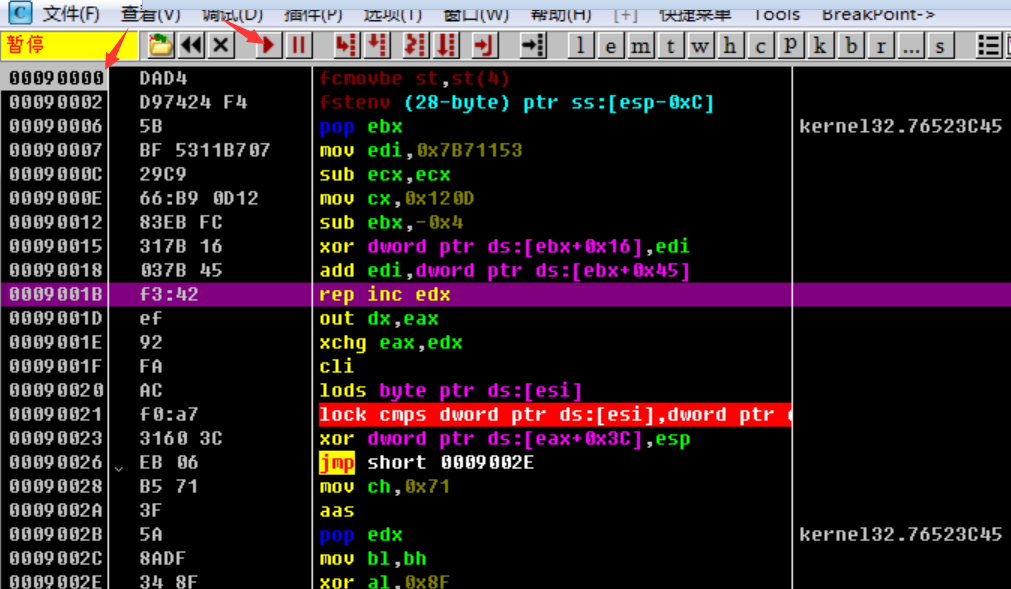 C 文件(F) 查看(V) 调试(D) 插件(P) 选项(T) 窗口(W) 帮助(H) [+] 快捷菜单 Tools BreakPoint->
暂停 l e m t w h c p k b r ... s
00090000 DAD4 fcmovbe st,st(4)
00090002 D97424 F4 fstenv (28-byte) ptr ss:[esp-0xC]
00090006 5B pop ebx kernel32.76523C45
00090007 BF 5311B707 mov edi,0x7B71153
0009000C 29C9 sub ecx,ecx
0009000E 66:B9 0D12 mov cx,0x120D
00090012 83EB FC sub ebx,-0x4
00090015 317B 16 xor dword ptr ds:[ebx+0x16],edi
00090018 037B 45 add edi,dword ptr ds:[ebx+0x45]
0009001B f3:42 rep inc edx
0009001D ef out dx,eax
0009001E 92 xchg eax,edx
0009001F FA cli
00090020 AC lods byte ptr ds:[esi]
00090021 f0:a7 lock cmps dword ptr ds:[esi],dword ptr
00090023 3160 3C xor dword ptr ds:[eax+0x3C],esp
00090026 EB 06 jmp short 0009002E
00090028 B5 71 mov ch,0x71
0009002A 3F aas
0009002B 5A pop edx kernel32.76523C45
0009002C 8ADF mov bl,bh
0009002E 34 8F xor al,0x8F